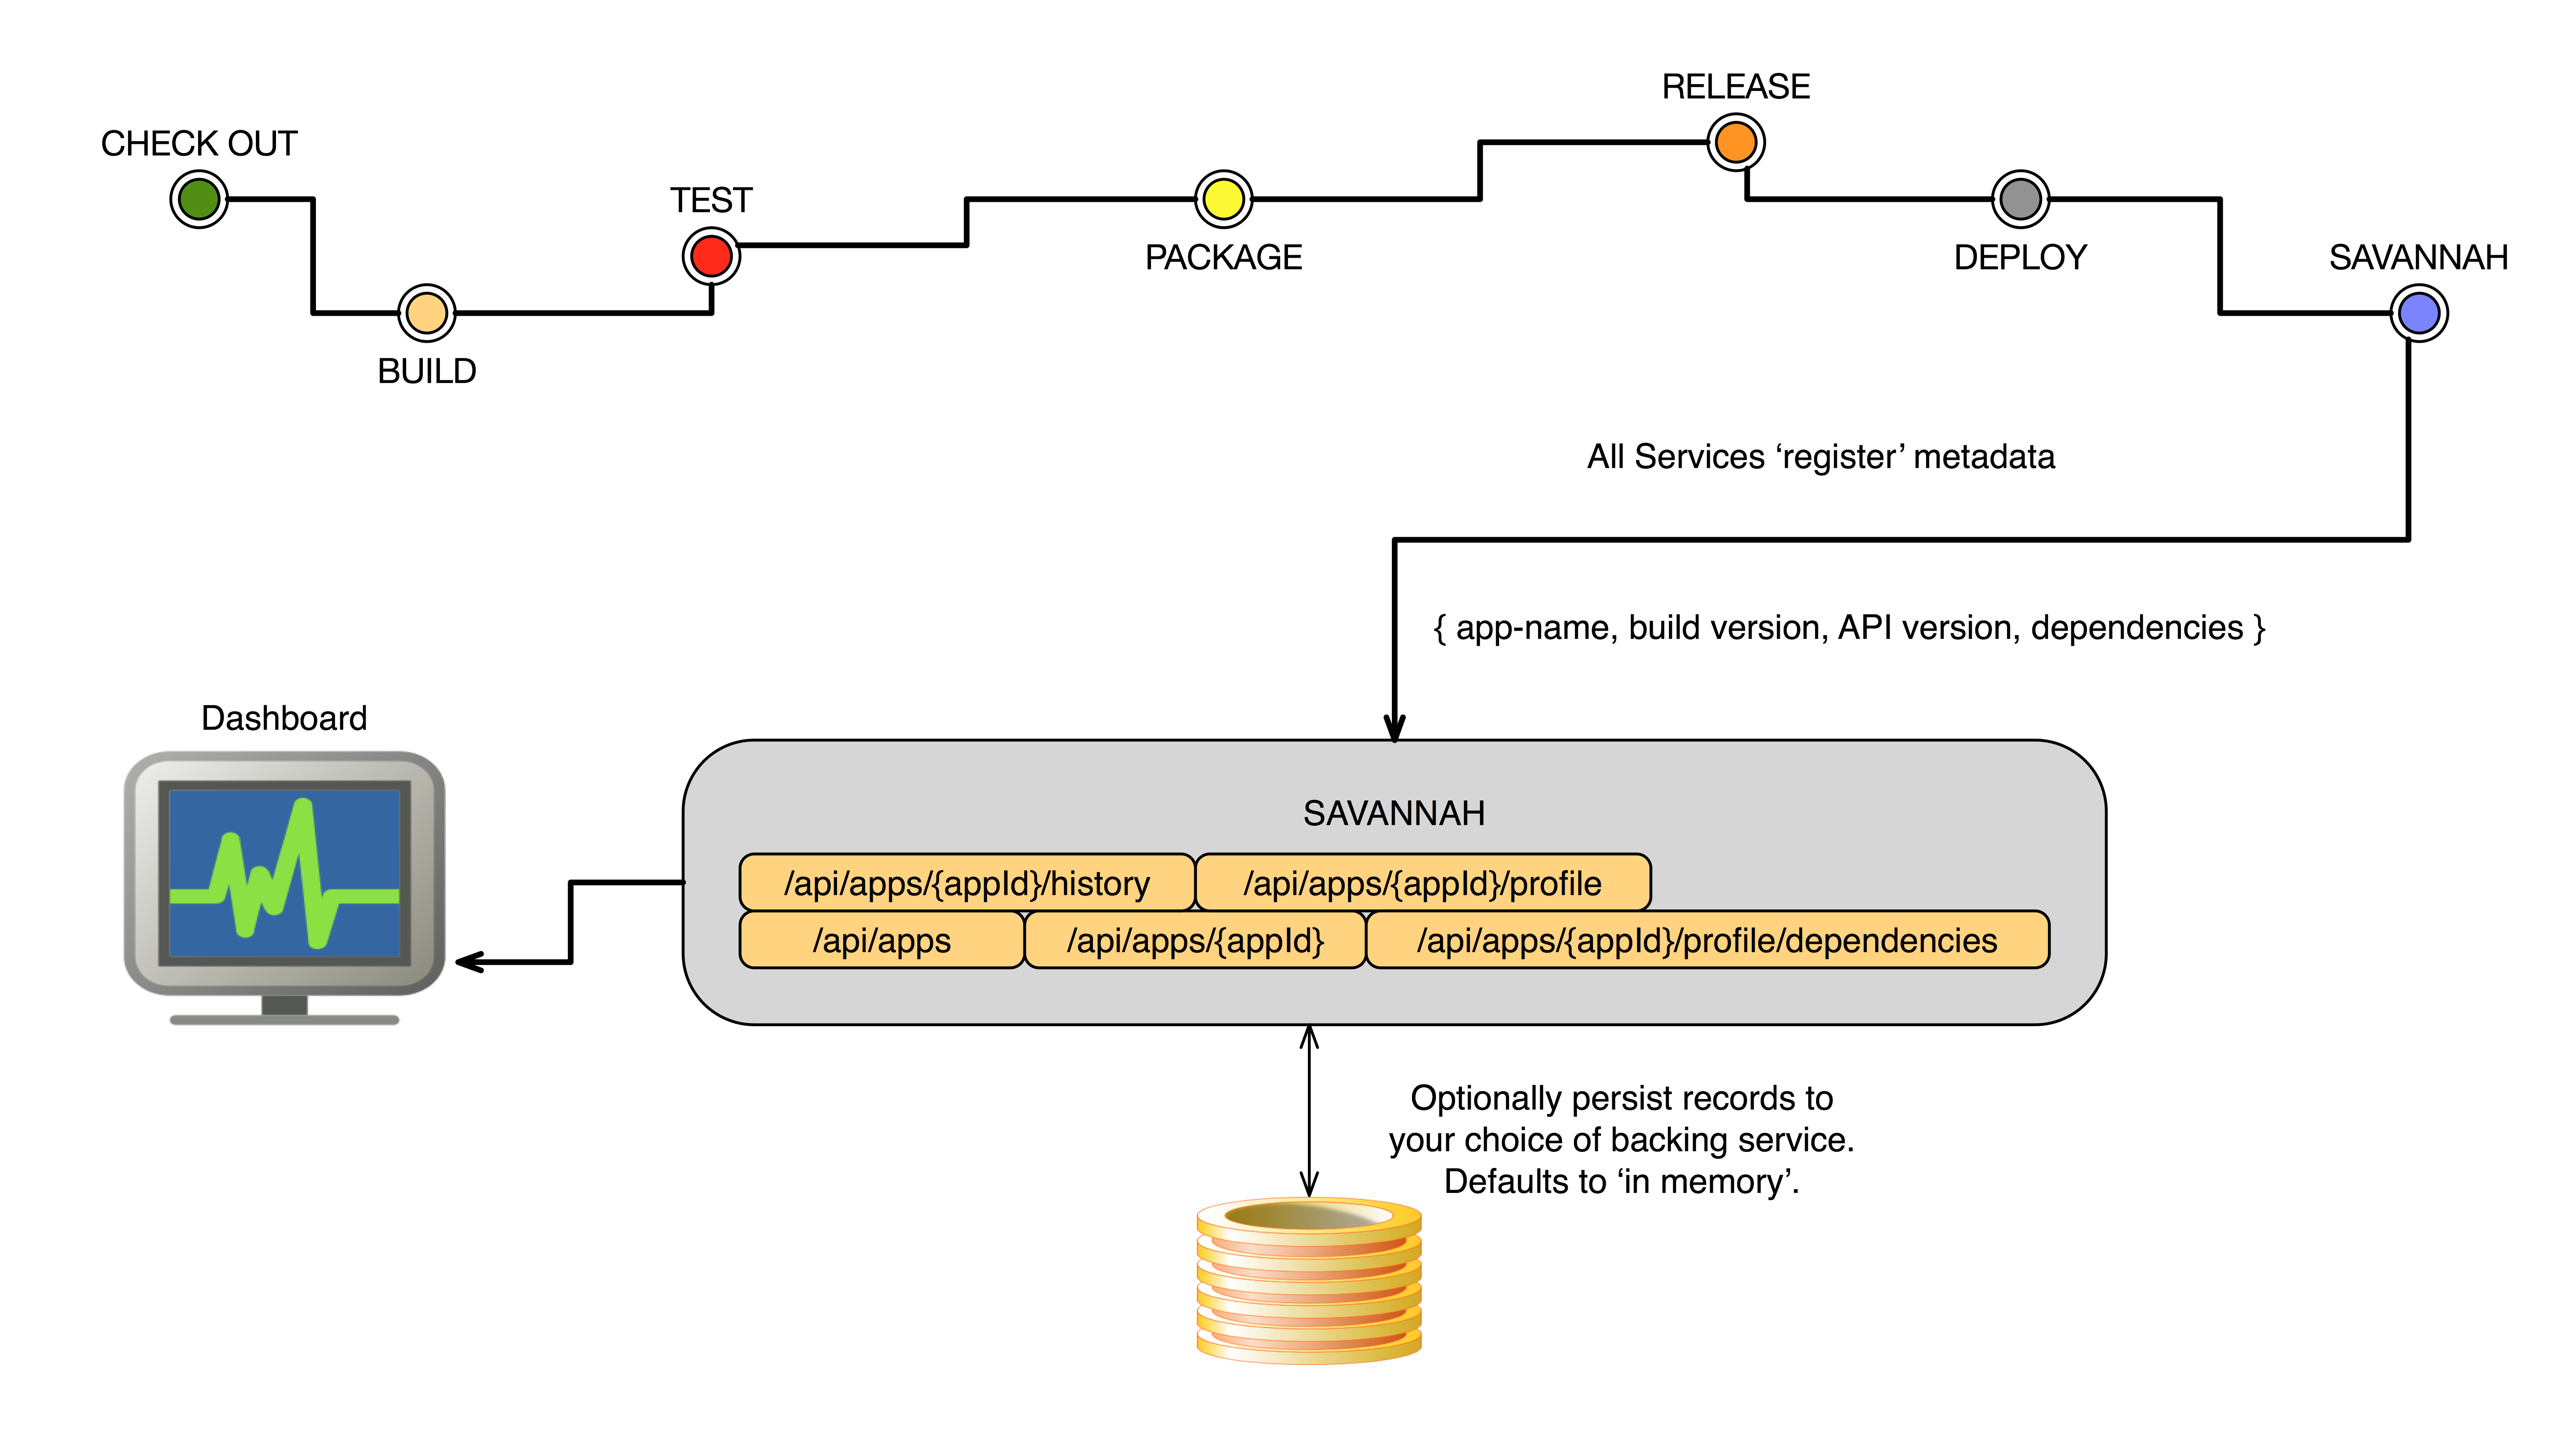 CHECK OUT
BUILD
TEST
PACKAGE
RELEASE
DEPLOY
SAVANNAH
All Services ‘register’ metadata
{ app-name, build version, API version, dependencies }
Dashboard
SAVANNAH
/api/apps/{appId}/history
/api/apps/{appId}/profile
/api/apps
/api/apps/{appId}
/api/apps/{appId}/profile/dependencies
Optionally persist records to
your choice of backing service.
Defaults to ‘in memory’.